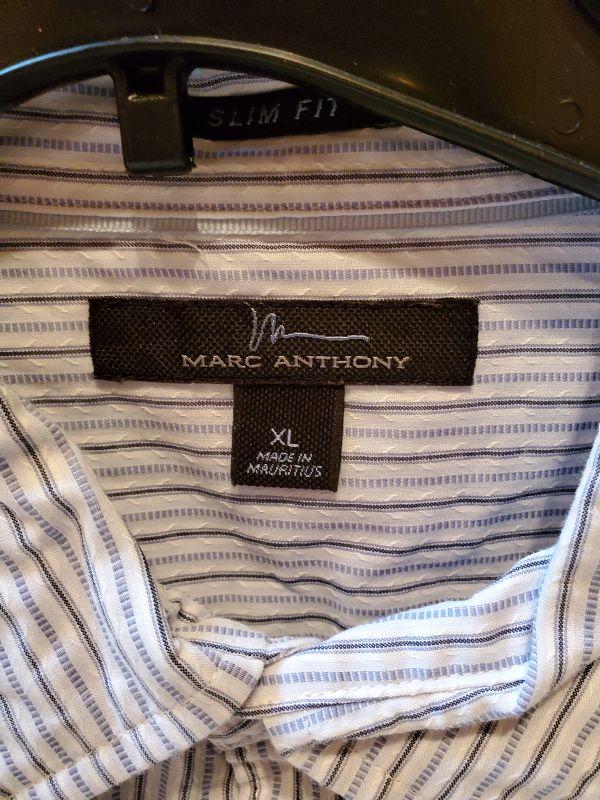 SLIM FIT
MARC ANTHONY
XL
MADE IN
MAURITIUS